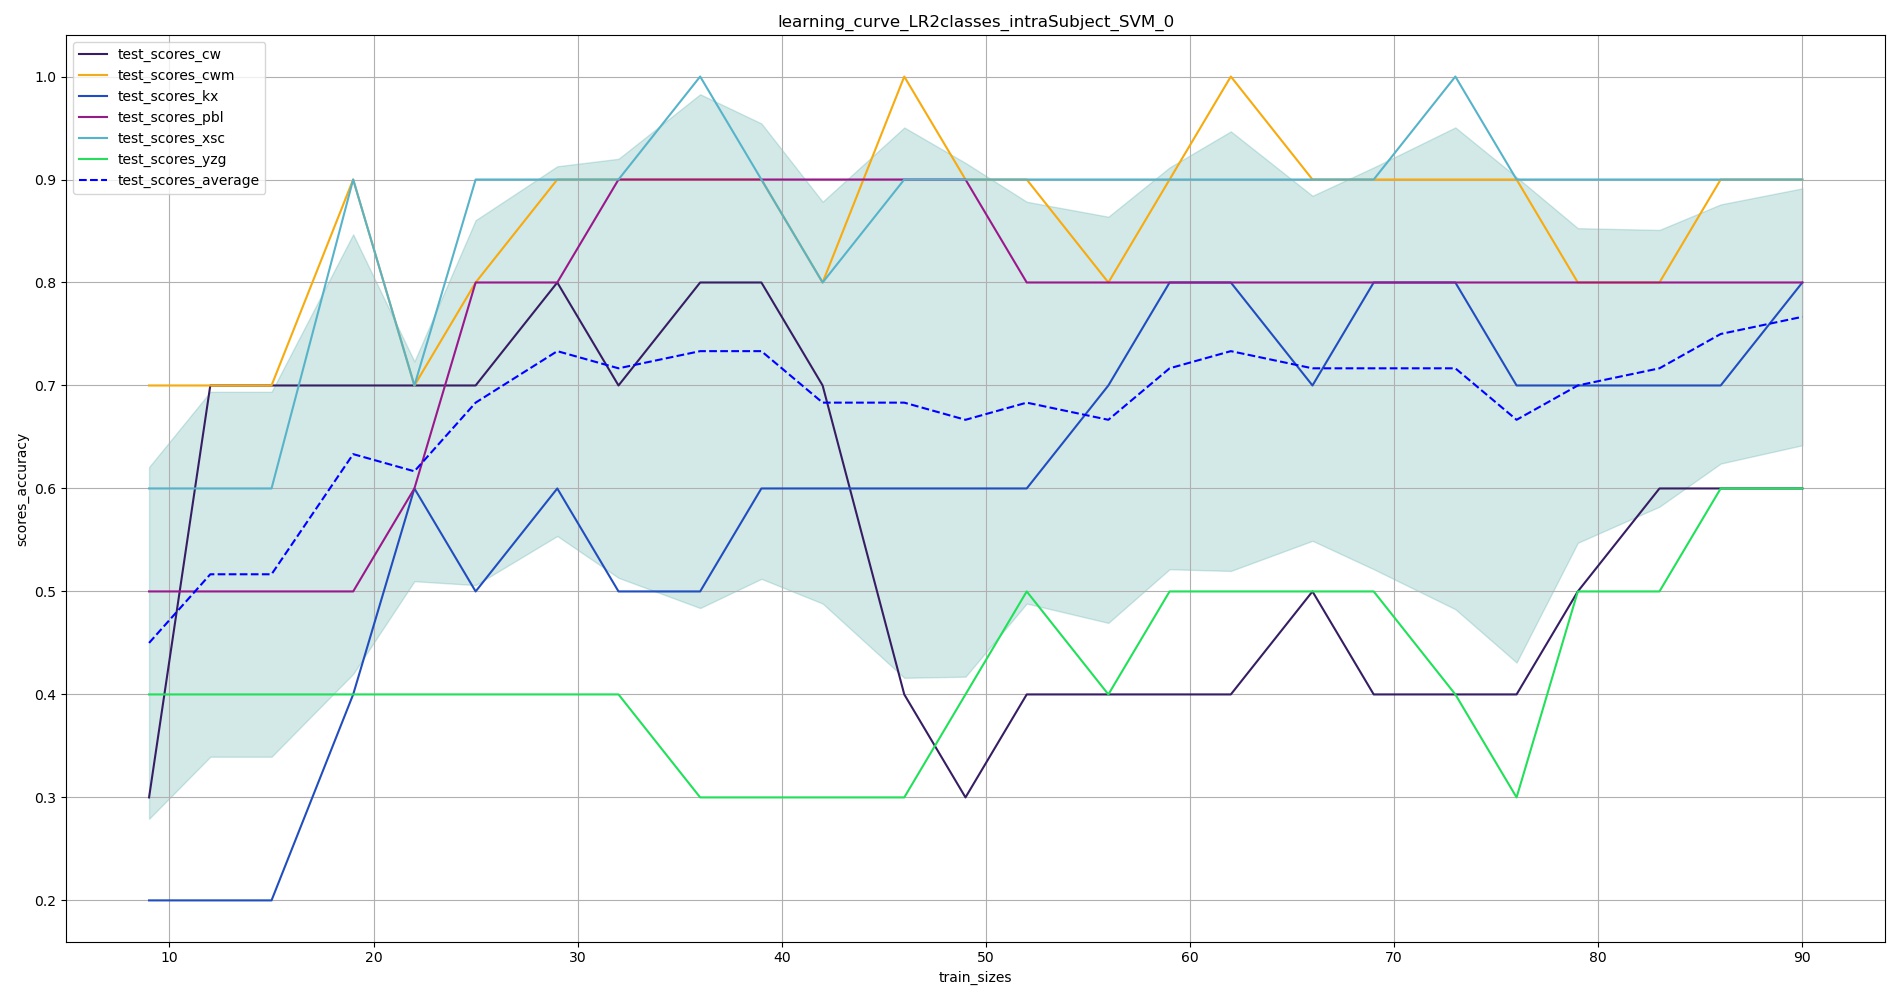 learning_curve_LR2classes_intraSubject_SVM_0
test_scores_cw
test_scores_cwm
test_scores_kx
test_scores_pbl
test_scores_xsc
test_scores_yzg
test_scores_average
scores_accuracy
1.0
0.9
0.8
0.7
0.6
0.5
0.4
0.3
0.2
10 20 30 40 50 60 70 80 90
train_sizes